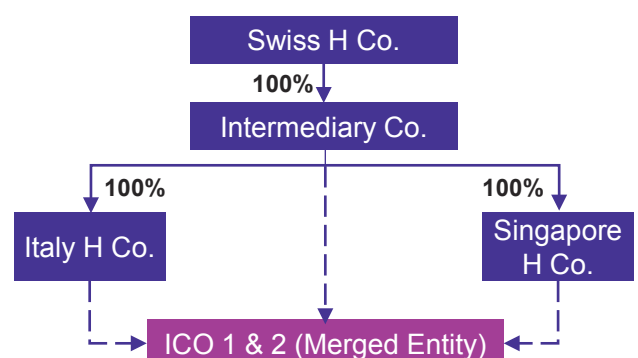 Swiss H Co.
100%
Intermediary Co.
100%
100%
Italy H Co.
Singapore
H Co.
ICO 1 & 2 (Merged Entity)